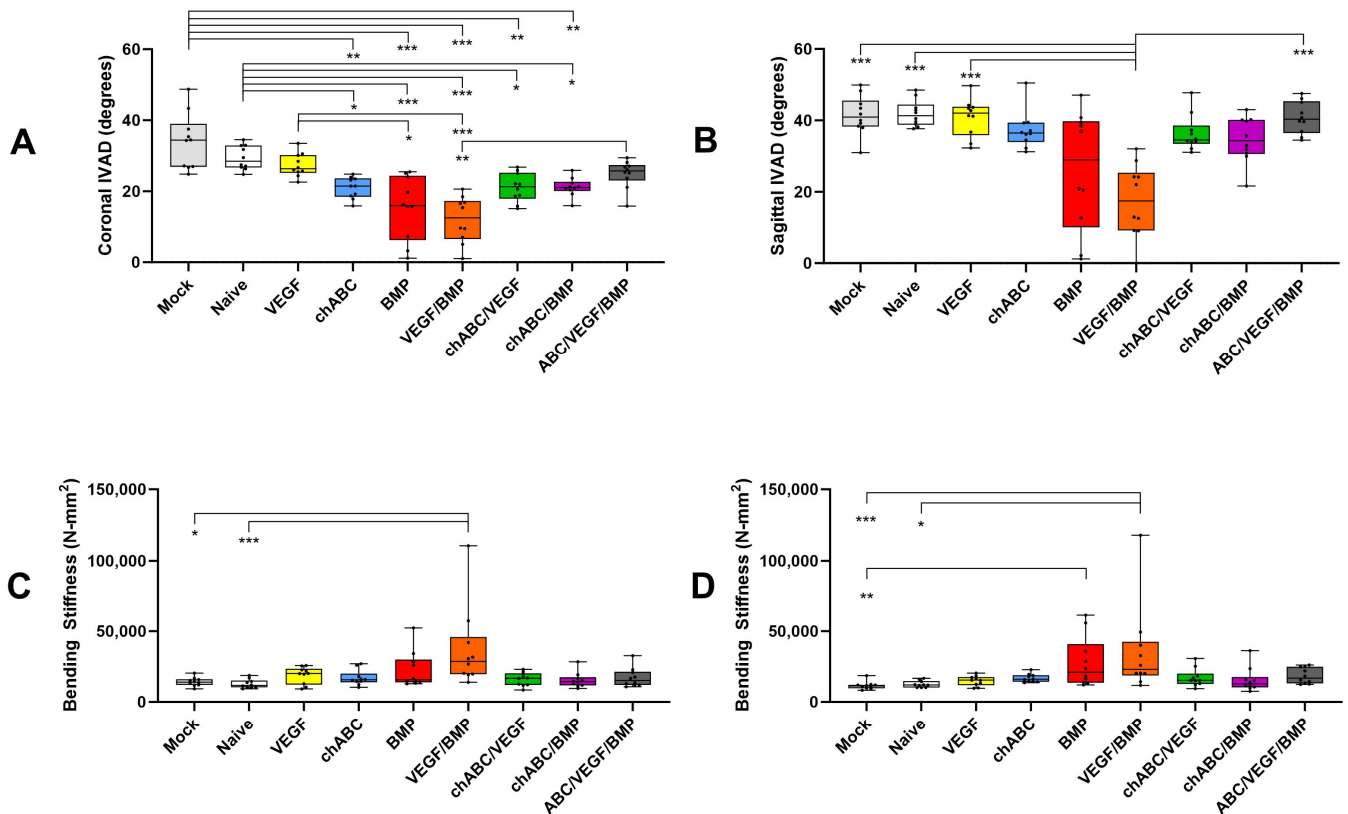 A
Coronal IVAD (degrees)
60
40
20
0
** *** *** ** **
** *** *** * *
* * *** **
Mock
Naive
VEGF
chABC
BMP
VEGF/BMP
chABC/VEGF
chABC/BMP
ABC/VEGF/BMP
B
Sagittal IVAD (degrees)
60
40
20
0
*** *** *** ***
Mock
Naive
VEGF
chABC
BMP
VEGF/BMP
chABC/VEGF
chABC/BMP
ABC/VEGF/BMP
C
Bending Stiffness (N-mm²)
150,000
100,000
50,000
0
* ***
Mock
Naive
VEGF
chABC
BMP
VEGF/BMP
chABC/VEGF
chABC/BMP
ABC/VEGF/BMP
D
Bending Stiffness (N-mm²)
150,000
100,000
50,000
0
*** *
**
Mock
Naive
VEGF
chABC
BMP
VEGF/BMP
chABC/VEGF
chABC/BMP
ABC/VEGF/BMP